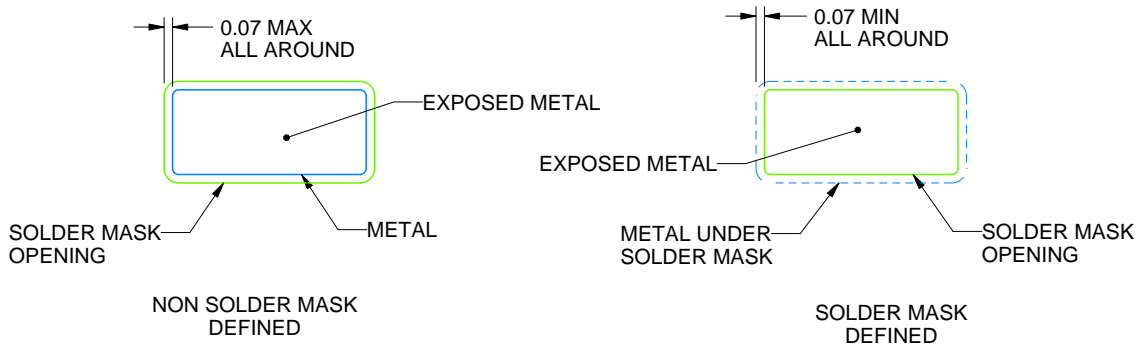 0.07 MAX
ALL AROUND
EXPOSED METAL
SOLDER MASK
OPENING
METAL
NON SOLDER MASK
DEFINED
0.07 MIN
ALL AROUND
EXPOSED METAL
METAL UNDER
SOLDER MASK
SOLDER MASK
OPENING
SOLDER MASK
DEFINED